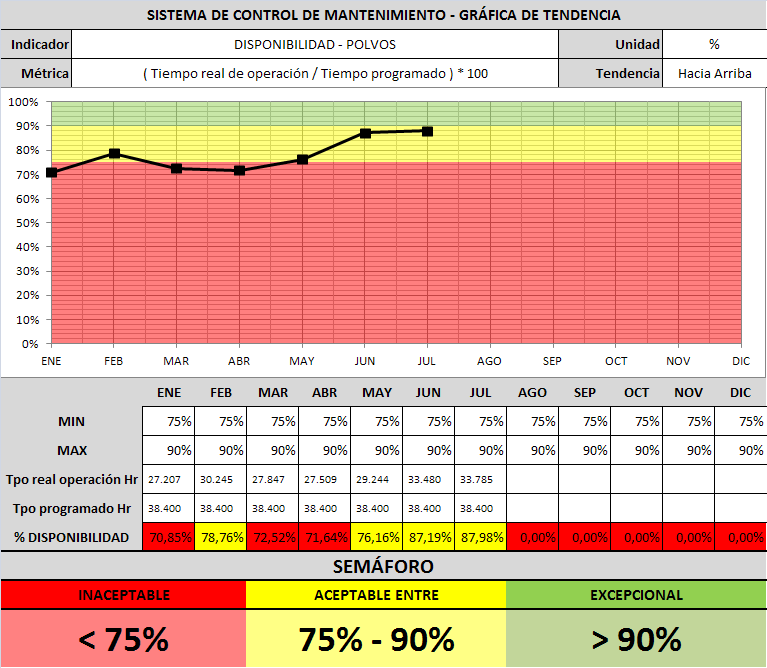 SISTEMA DE CONTROL DE MANTENIMIENTO - GRÁFICA DE TENDENCIA
Indicador DISPONIBILIDAD - POLVOS Unidad %
Métrica ( Tiempo real de operación / Tiempo programado ) * 100 Tendencia Hacia Arriba
100%
90%
80%
70%
60%
50%
40%
30%
20%
10%
0%
ENE FEB MAR ABR MAY JUN JUL AGO SEP OCT NOV DIC
ENE FEB MAR ABR MAY JUN JUL AGO SEP OCT NOV DIC
MIN 75% 75% 75% 75% 75% 75% 75% 75% 75% 75% 75% 75%
MAX 90% 90% 90% 90% 90% 90% 90% 90% 90% 90% 90% 90%
Tpo real operación Hr 27.207 30.245 27.847 27.509 29.244 33.480 33.785
Tpo programado Hr 38.400 38.400 38.400 38.400 38.400 38.400 38.400
% DISPONIBILIDAD 70,85% 78,76% 72,52% 71,64% 76,16% 87,19% 87,98% 0,00% 0,00% 0,00% 0,00% 0,00%
SEMÁFORO
INACEPTABLE ACEPTABLE ENTRE EXCEPCIONAL
< 75% 75% - 90% > 90%